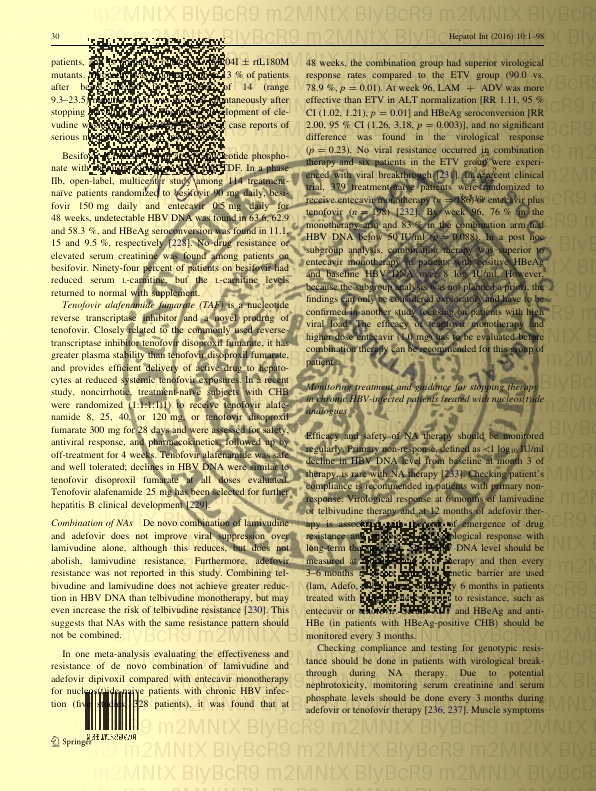 30
Hepatol Int (2016) 10:1–98
patients, 04I ± rtL180M
mutants. 3 % of patients
after be of 14 (range
9.3–23.5 ntaneously after
stopping lopment of cle-
vudine w case reports of
serious
Besifo otide phospho-
nate with TDF. In a phase
IIb, open-label, multicenter study among 114 treatment-
naïve patients randomized to besifovir 90 mg daily, besi-
fovir 150 mg daily and entecavir 0.5 mg daily for
48 weeks, undetectable HBV DNA was found in 63.6, 62.9
and 58.3 %, and HBeAg seroconversion was found in 11.1,
15 and 9.5 %, respectively [228]. No drug resistance or
elevated serum creatinine was found among patients on
besifovir. Ninety-four percent of patients on besifovir had
reduced serum L-carnitine, but the L-carnitine levels
returned to normal with supplement.
Tenofovir alafenamide fumarate (TAF) is a nucleotide
reverse transcriptase inhibitor and a novel prodrug of
tenofovir. Closely related to the commonly used reverse-
transcriptase inhibitor tenofovir disoproxil fumarate, it has
greater plasma stability than tenofovir disoproxil fumarate,
and provides efficient delivery of active drug to hepato-
cytes at reduced systemic tenofovir exposures. In a recent
study, noncirrhotic, treatment-naïve subjects with CHB
were randomized (1:1:1:1:1) to receive tenofovir alafe-
namide 8, 25, 40, or 120 mg, or tenofovir disoproxil
fumarate 300 mg for 28 days and were assessed for safety,
antiviral response, and pharmacokinetics, followed up by
off-treatment for 4 weeks. Tenofovir alafenamide was safe
and well tolerated; declines in HBV DNA were similar to
tenofovir disoproxil fumarate at all doses evaluated.
Tenofovir alafenamide 25 mg has been selected for further
hepatitis B clinical development [229].
Combination of NAs De novo combination of lamivudine
and adefovir does not improve viral suppression over
lamivudine alone, although this reduces, but does not
abolish, lamivudine resistance. Furthermore, adefovir
resistance was not reported in this study. Combining tel-
bivudine and lamivudine does not achieve greater reduc-
tion in HBV DNA than telbivudine monotherapy, but may
even increase the risk of telbivudine resistance [230]. This
suggests that NAs with the same resistance pattern should
not be combined.
In one meta-analysis evaluating the effectiveness and
resistance of de novo combination of lamivudine and
adefovir dipivoxil compared with entecavir monotherapy
for nucleos(t)ide-naive patients with chronic HBV infec-
tion (five studies, 328 patients), it was found that at
48 weeks, the combination group had superior virological
response rates compared to the ETV group (90.0 vs.
78.9 %, p = 0.01). At week 96, LAM + ADV was more
effective than ETV in ALT normalization [RR 1.11, 95 %
CI (1.02, 1.21), p = 0.01] and HBeAg seroconversion [RR
2.00, 95 % CI (1.26, 3.18, p = 0.003)], and no significant
difference was found in the virological response
(p = 0.23). No viral resistance occurred in combination
therapy and six patients in the ETV group were experi-
enced with viral breakthrough [231]. In a recent clinical
trial, 379 treatment-naïve patients were randomized to
receive entecavir monotherapy (n = 186) or entecavir plus
tenofovir (n = 198) [232]. By week 96, 76 % in the
monotherapy arm and 83 % in the combination arm had
HBV DNA below 50 IU/ml (p = 0.088). In a post hoc
subgroup analysis, combination therapy was superior to
entecavir monotherapy in patients with positive HBeAg
and baseline HBV DNA over 8 log IU/ml. However,
because the subgroup analysis was not planned a priori, the
findings can only be considered exploratory and have to be
confirmed in another study focusing on patients with high
viral load. The efficacy of tenofovir monotherapy and
higher dose entecavir (1.0 mg) has to be evaluated before
combination therapy can be recommended for this group of
patients.
Monitoring treatment and guidance for stopping therapy
in chronic HBV-infected patients treated with nucleos(t)ide
analogues
Efficacy and safety of NA therapy should be monitored
regularly. Primary non-response, defined as <1 log10 IU/ml
decline in HBV DNA level from baseline at month 3 of
therapy, is rare with NA therapy [233]. Checking patient's
compliance is recommended in patients with primary non-
response. Virological response at 6 months of lamivudine
or telbivudine therapy and at 12 months of adefovir ther-
apy is associated with of emergence of drug
resistance and ological response with
long-term the DNA level should be
measured at erapy and then every
3–6 months netic barrier are used
(lam, Adefo y 6 months in patients
treated with to resistance, such as
entecavir or and HBeAg and anti-
HBe (in patients with HBeAg-positive CHB) should be
monitored every 3 months.
Checking compliance and testing for genotypic resis-
tance should be done in patients with virological break-
through during NA therapy. Due to potential
nephrotoxicity, monitoring serum creatinine and serum
phosphate levels should be done every 3 months during
adefovir or tenofovir therapy [236, 237]. Muscle symptoms
Springer